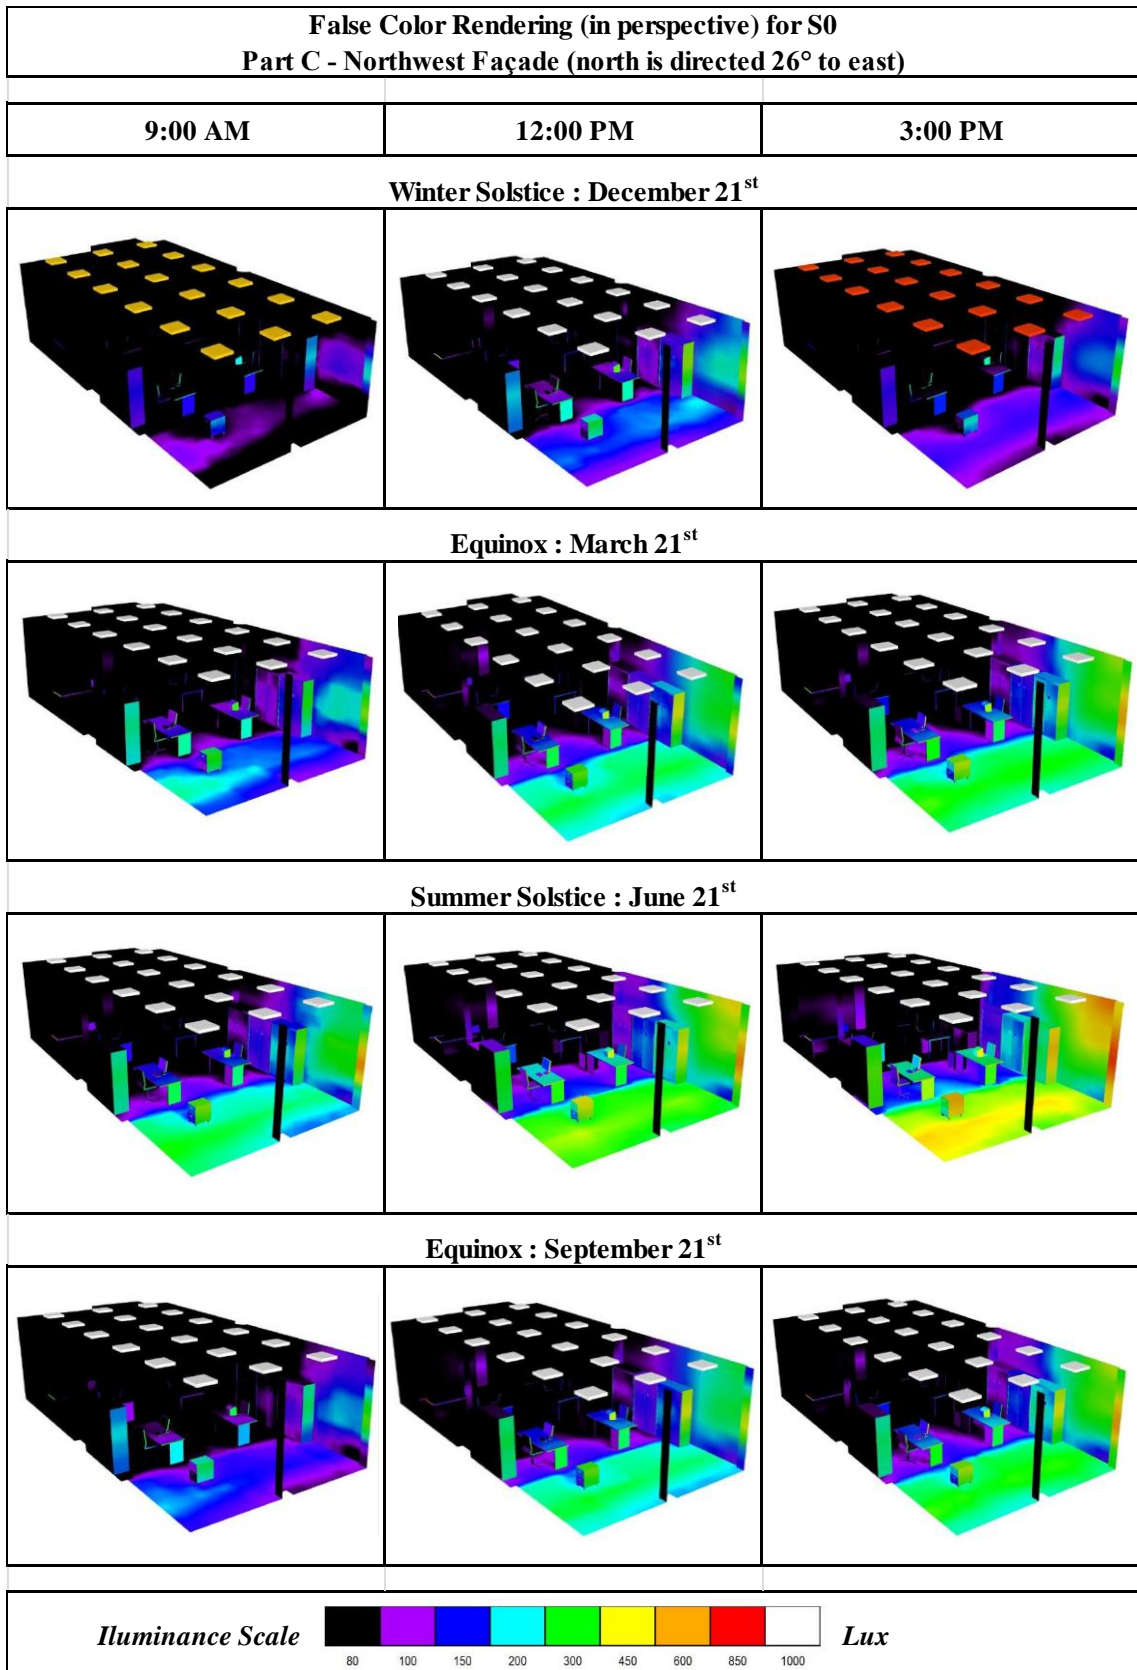 False Color Rendering (in perspective) for S0
Part C - Northwest Façade (north is directed 26° to east)
9:00 AM 12:00 PM 3:00 PM
Winter Solstice : December 21st
Equinox : March 21st
Summer Solstice : June 21st
Equinox : September 21st
Iluminance Scale Lux
80 100 150 200 300 450 600 850 1000